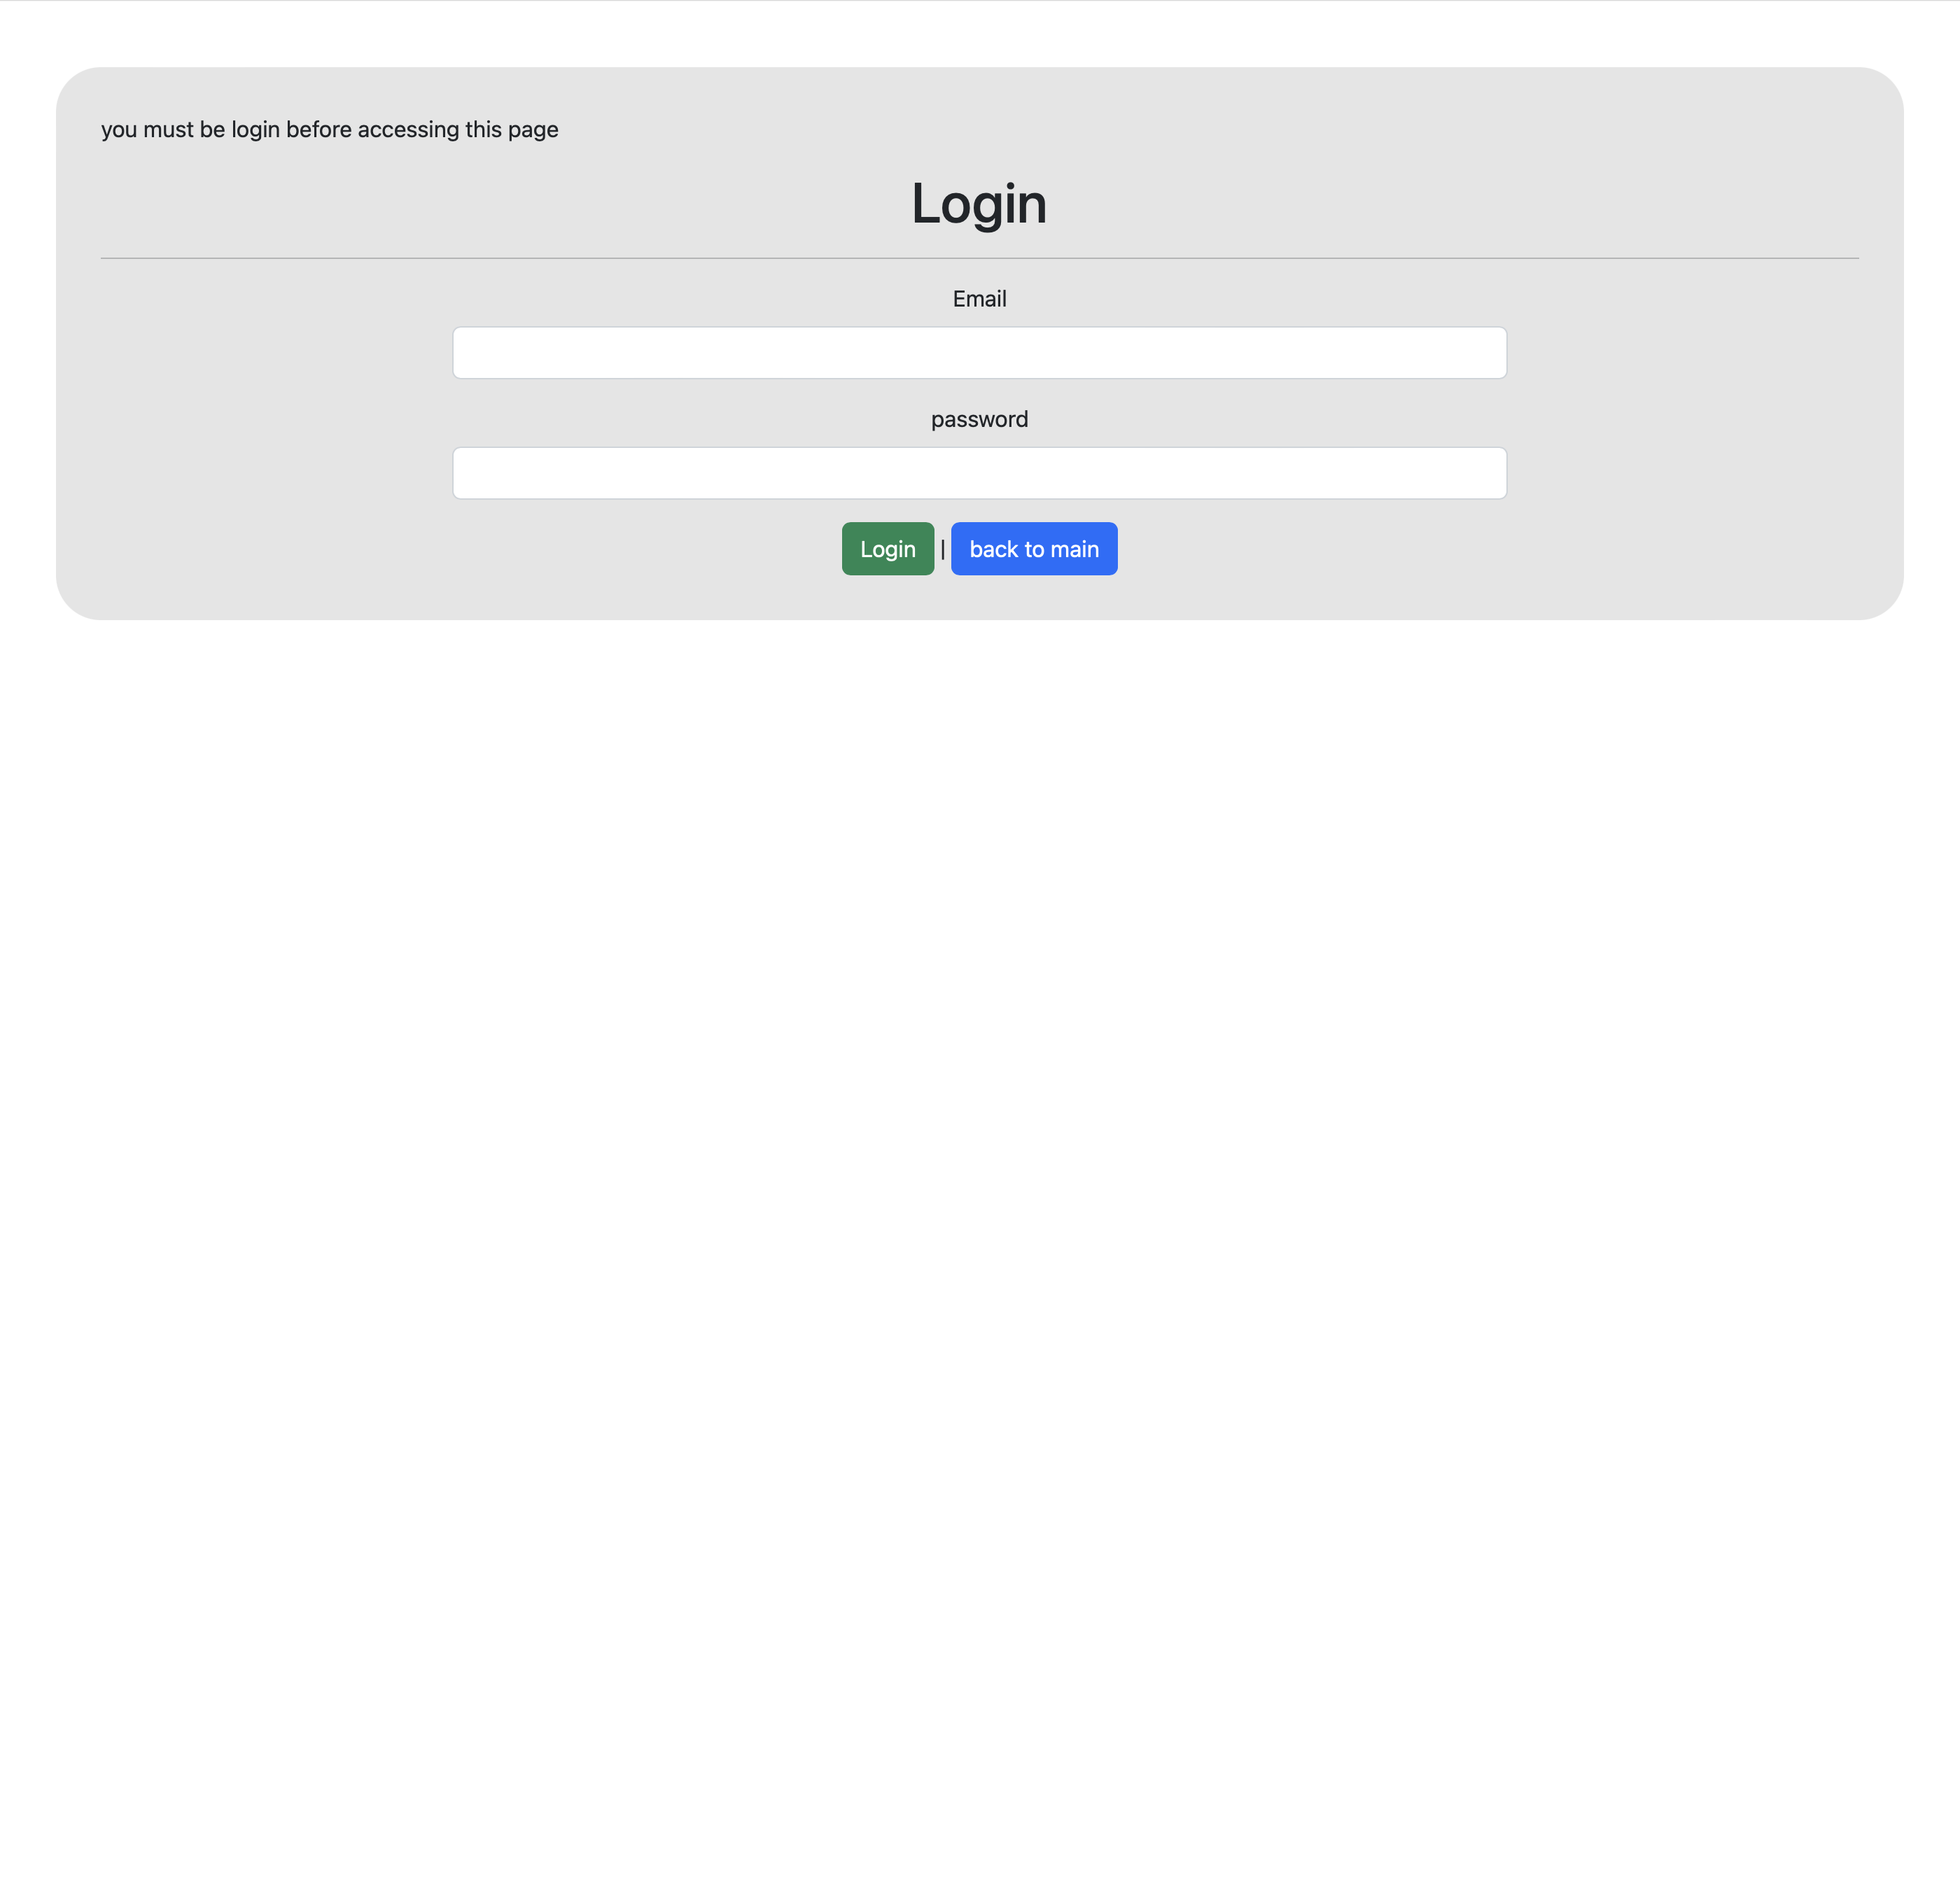 you must be login before accessing this page
Login
Email
password
Login | back to main